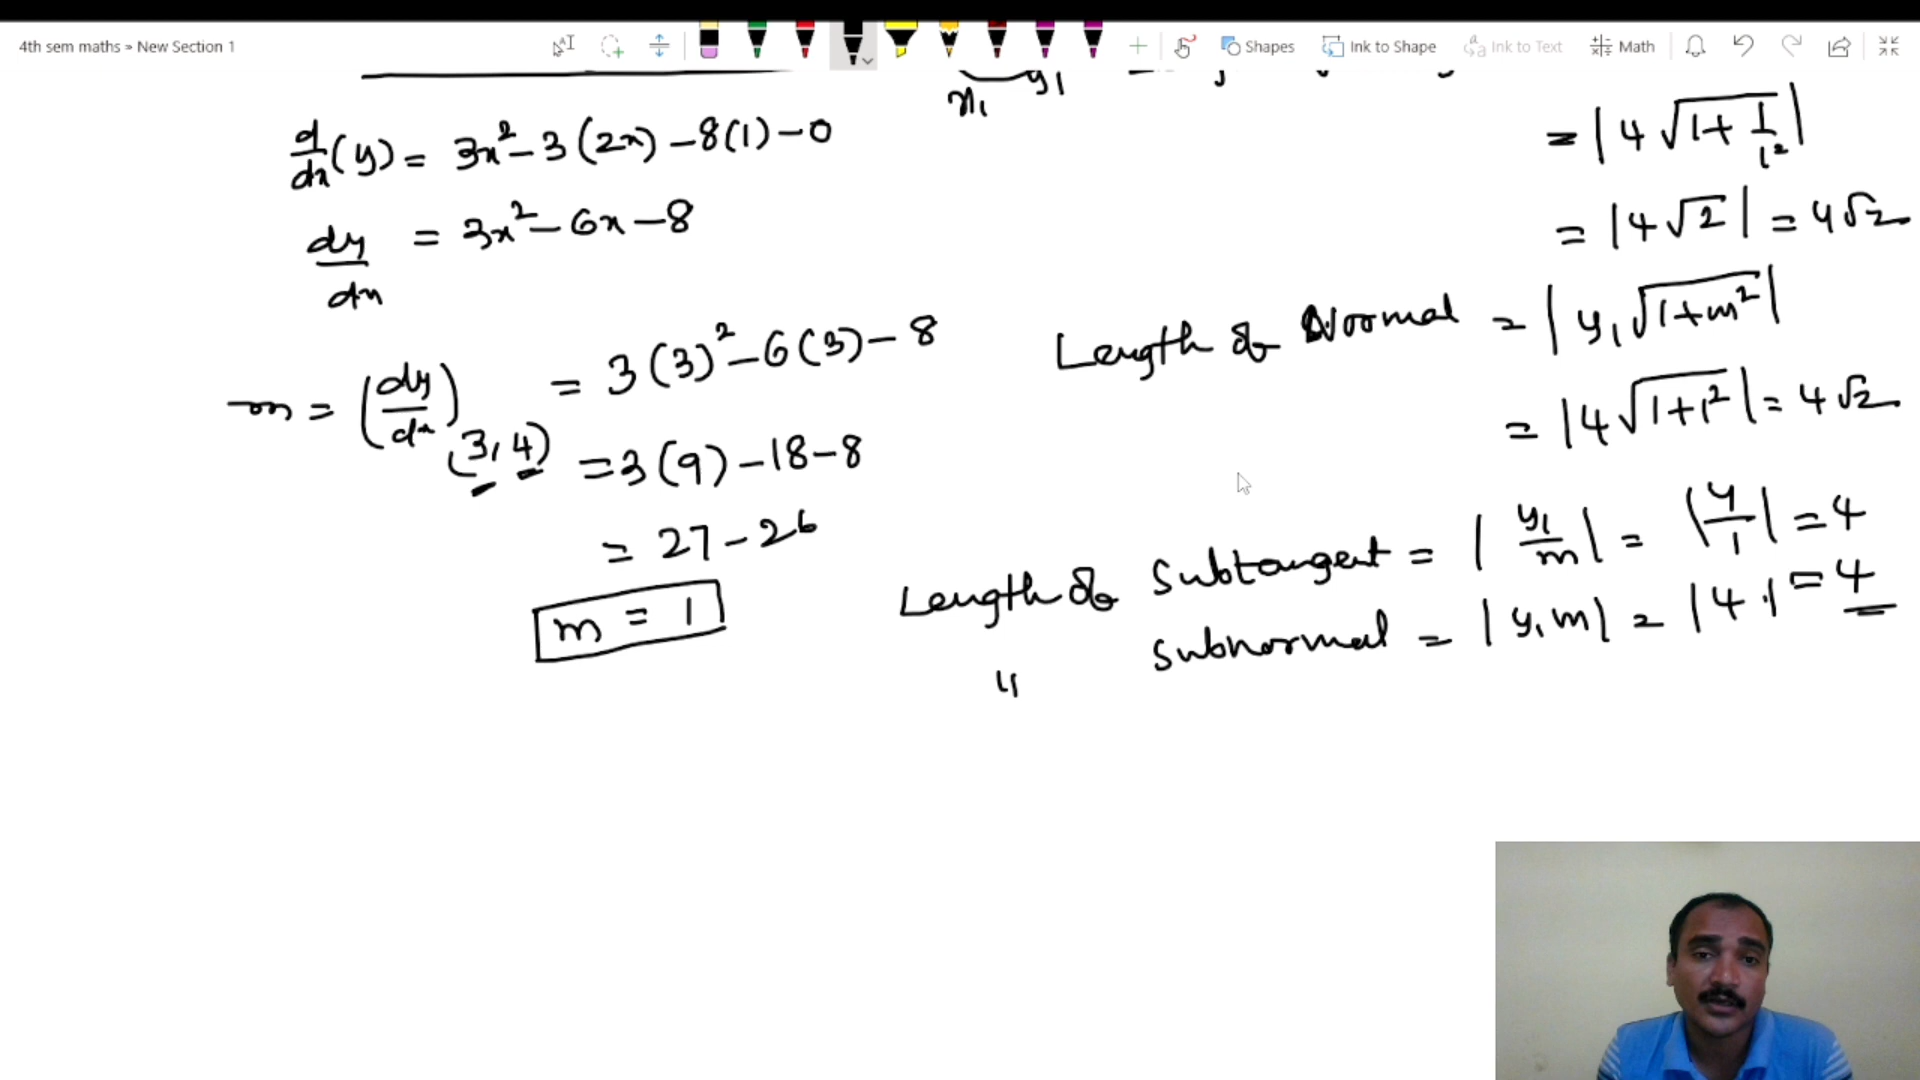 4th sem maths » New Section 1
Shapes Ink to Shape Ink to Text Math
x₁ y₁
d/dx (y) = 3x² - 3(2x) - 8(1) - 0
dy/dx = 3x² - 6x - 8
m = (dy/dx)(3,4) = 3(3)² - 6(3) - 8
= 3(9) - 18 - 8
= 27 - 26
m = 1
= |4√(1 + 1/1²)|
= |4√2| = 4√2
Length of Normal = |y₁√(1+m²)|
= |4√(1+1²)| = 4√2
Length of Subtangent = |y₁/m| = |4/1| = 4
" Subnormal = |y₁m| = |4·1| = 4